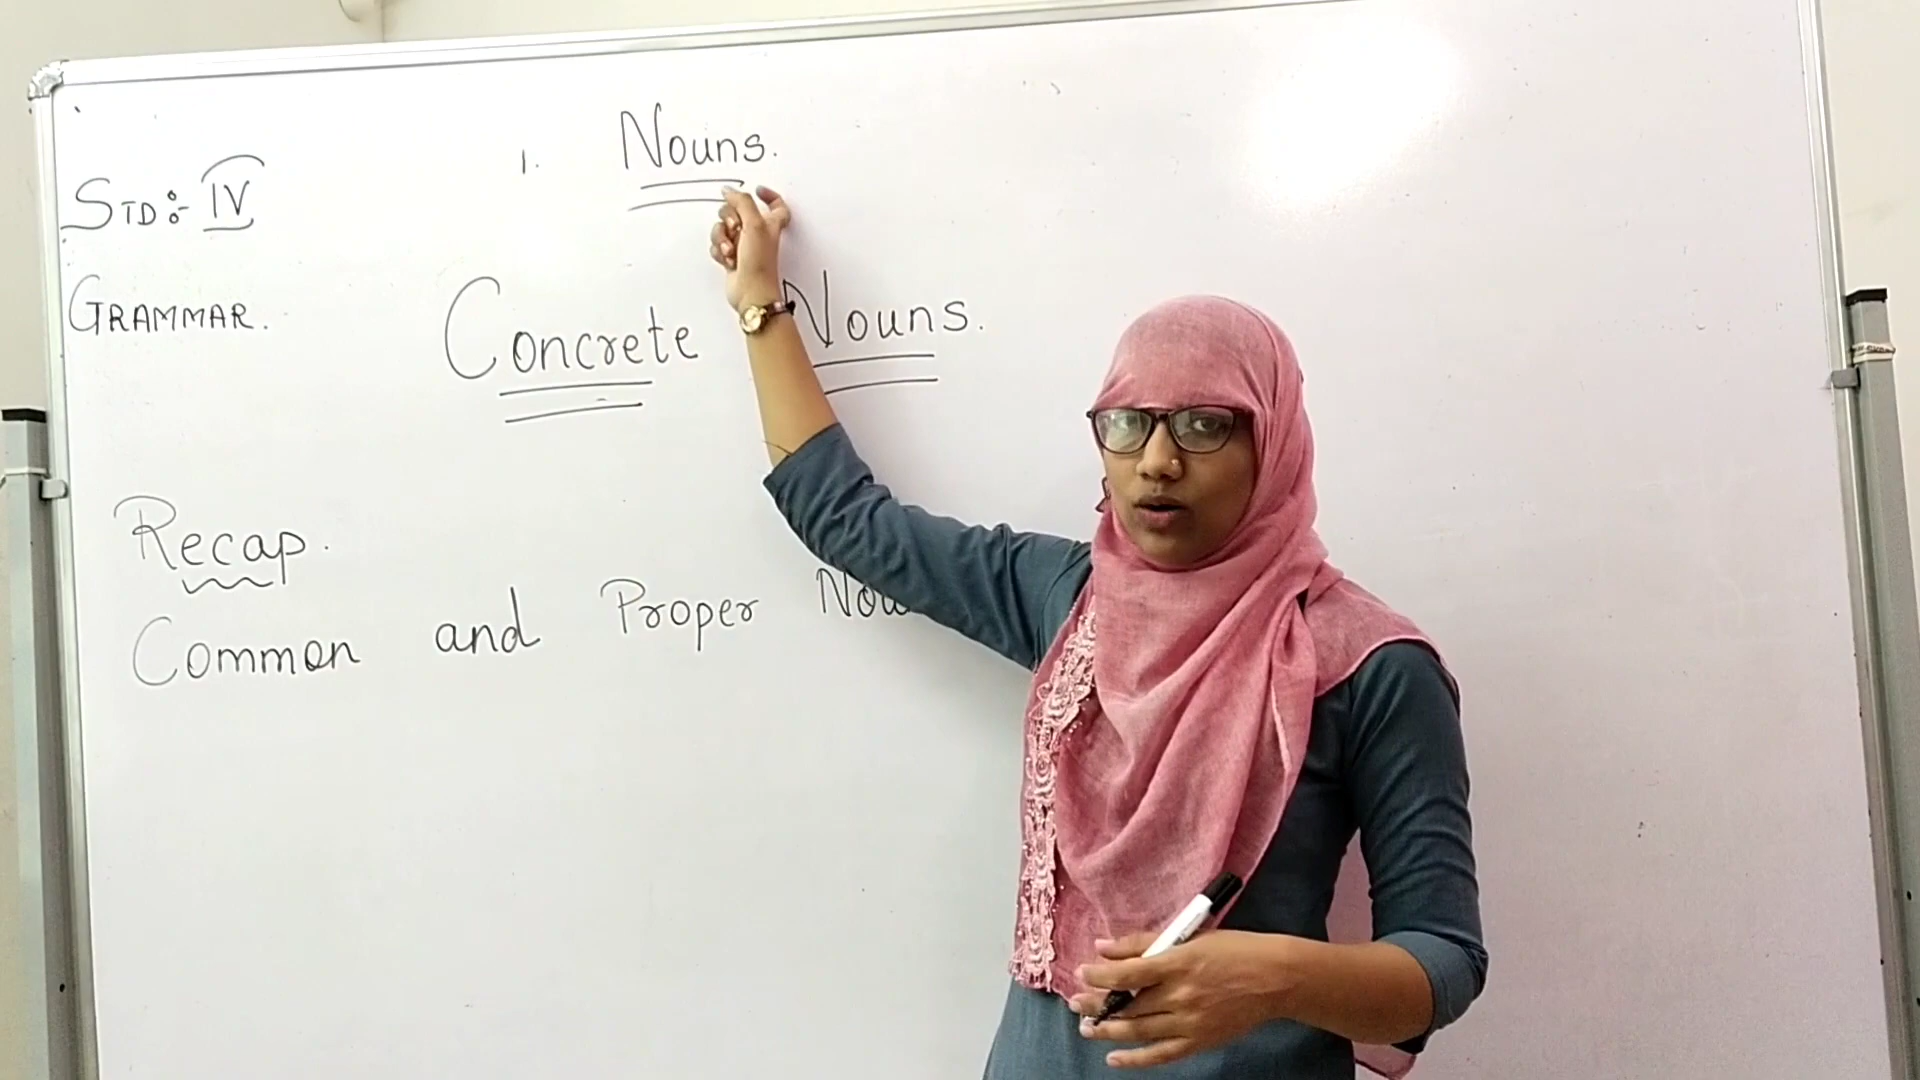 1. Nouns.
STD :- IV
GRAMMAR.
Concrete Nouns.
Recap.
Common and Proper